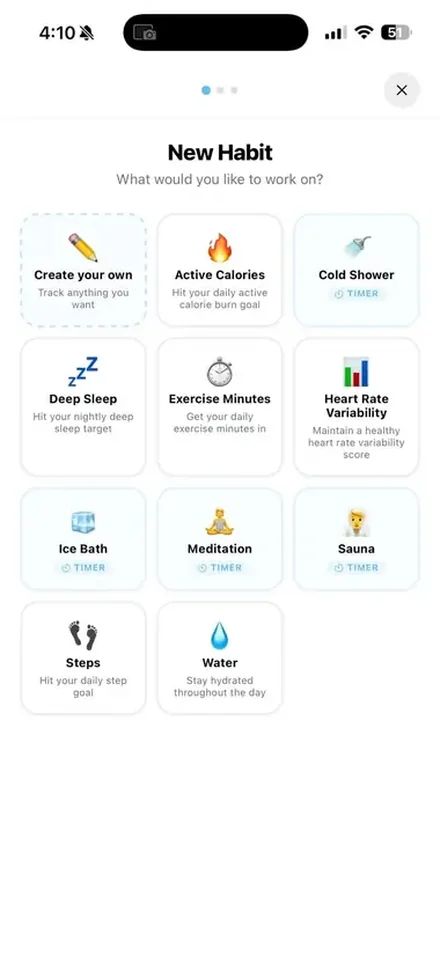 4:10
51
New Habit
What would you like to work on?
Create your own
Track anything you
want
Active Calories
Hit your daily active
calorie burn goal
Cold Shower
TIMER
Deep Sleep
Hit your nightly deep
sleep target
Exercise Minutes
Get your daily
exercise minutes in
Heart Rate
Variability
Maintain a healthy
heart rate variability
score
Ice Bath
TIMER
Meditation
TIMER
Sauna
TIMER
Steps
Hit your daily step
goal
Water
Stay hydrated
throughout the day